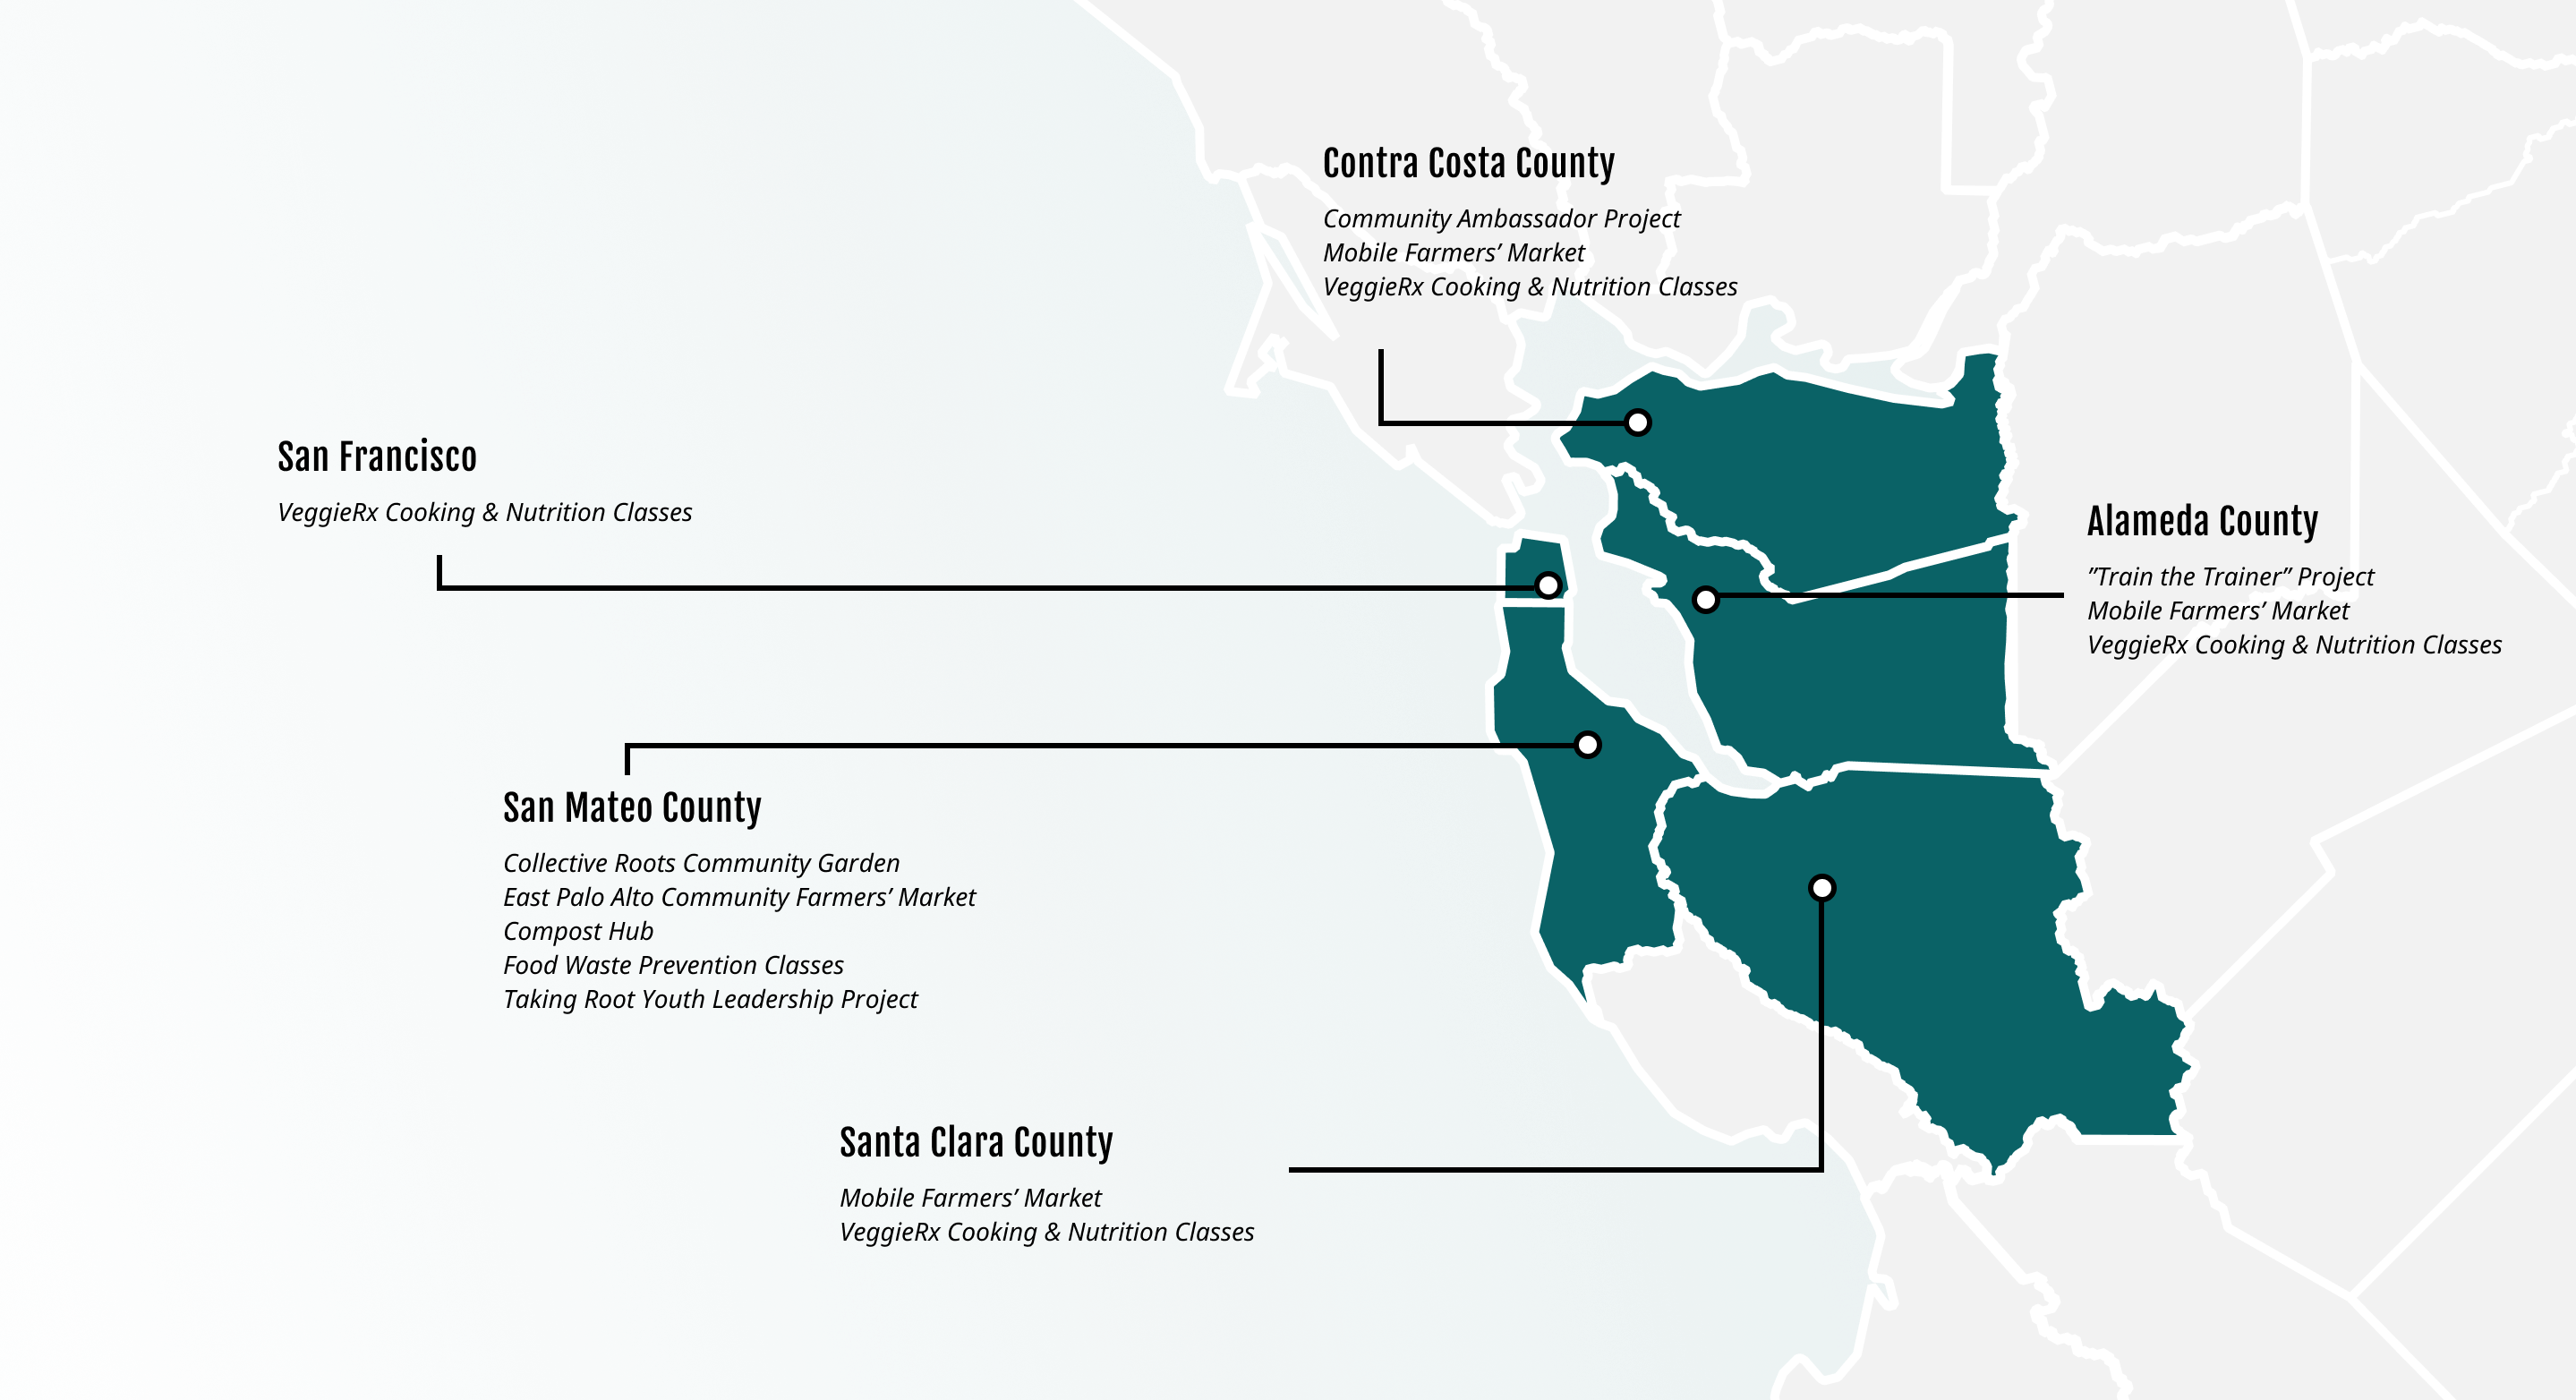 Contra Costa County
Community Ambassador Project
Mobile Farmers’ Market
VeggieRx Cooking & Nutrition Classes
San Francisco
VeggieRx Cooking & Nutrition Classes
Alameda County
”Train the Trainer” Project
Mobile Farmers’ Market
VeggieRx Cooking & Nutrition Classes
San Mateo County
Collective Roots Community Garden
East Palo Alto Community Farmers’ Market
Compost Hub
Food Waste Prevention Classes
Taking Root Youth Leadership Project
Santa Clara County
Mobile Farmers’ Market
VeggieRx Cooking & Nutrition Classes